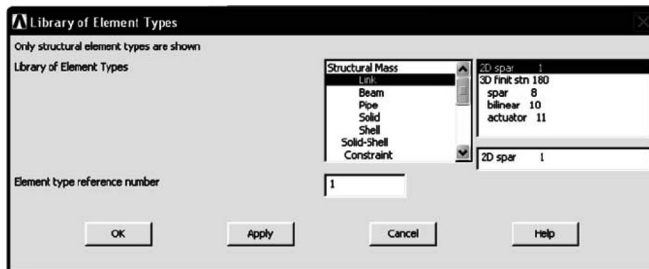 Library of Element Types
Only structural element types are shown
Library of Element Types
Structural Mass
Link
Beam
Pipe
Solid
Shell
Solid-Shell
Constraint
2D spar 1
3D finit stn 180
spar 8
bilinear 10
actuator 11
2D spar 1
Element type reference number
1
OK
Apply
Cancel
Help